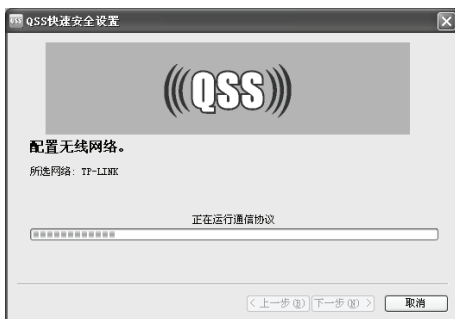 QSS QSS快速安全设置
(((QSS)))
配置无线网络。
所选网络: TP-LINK
正在运行通信协议
< 上一步(B) 下一步(N) > 取消